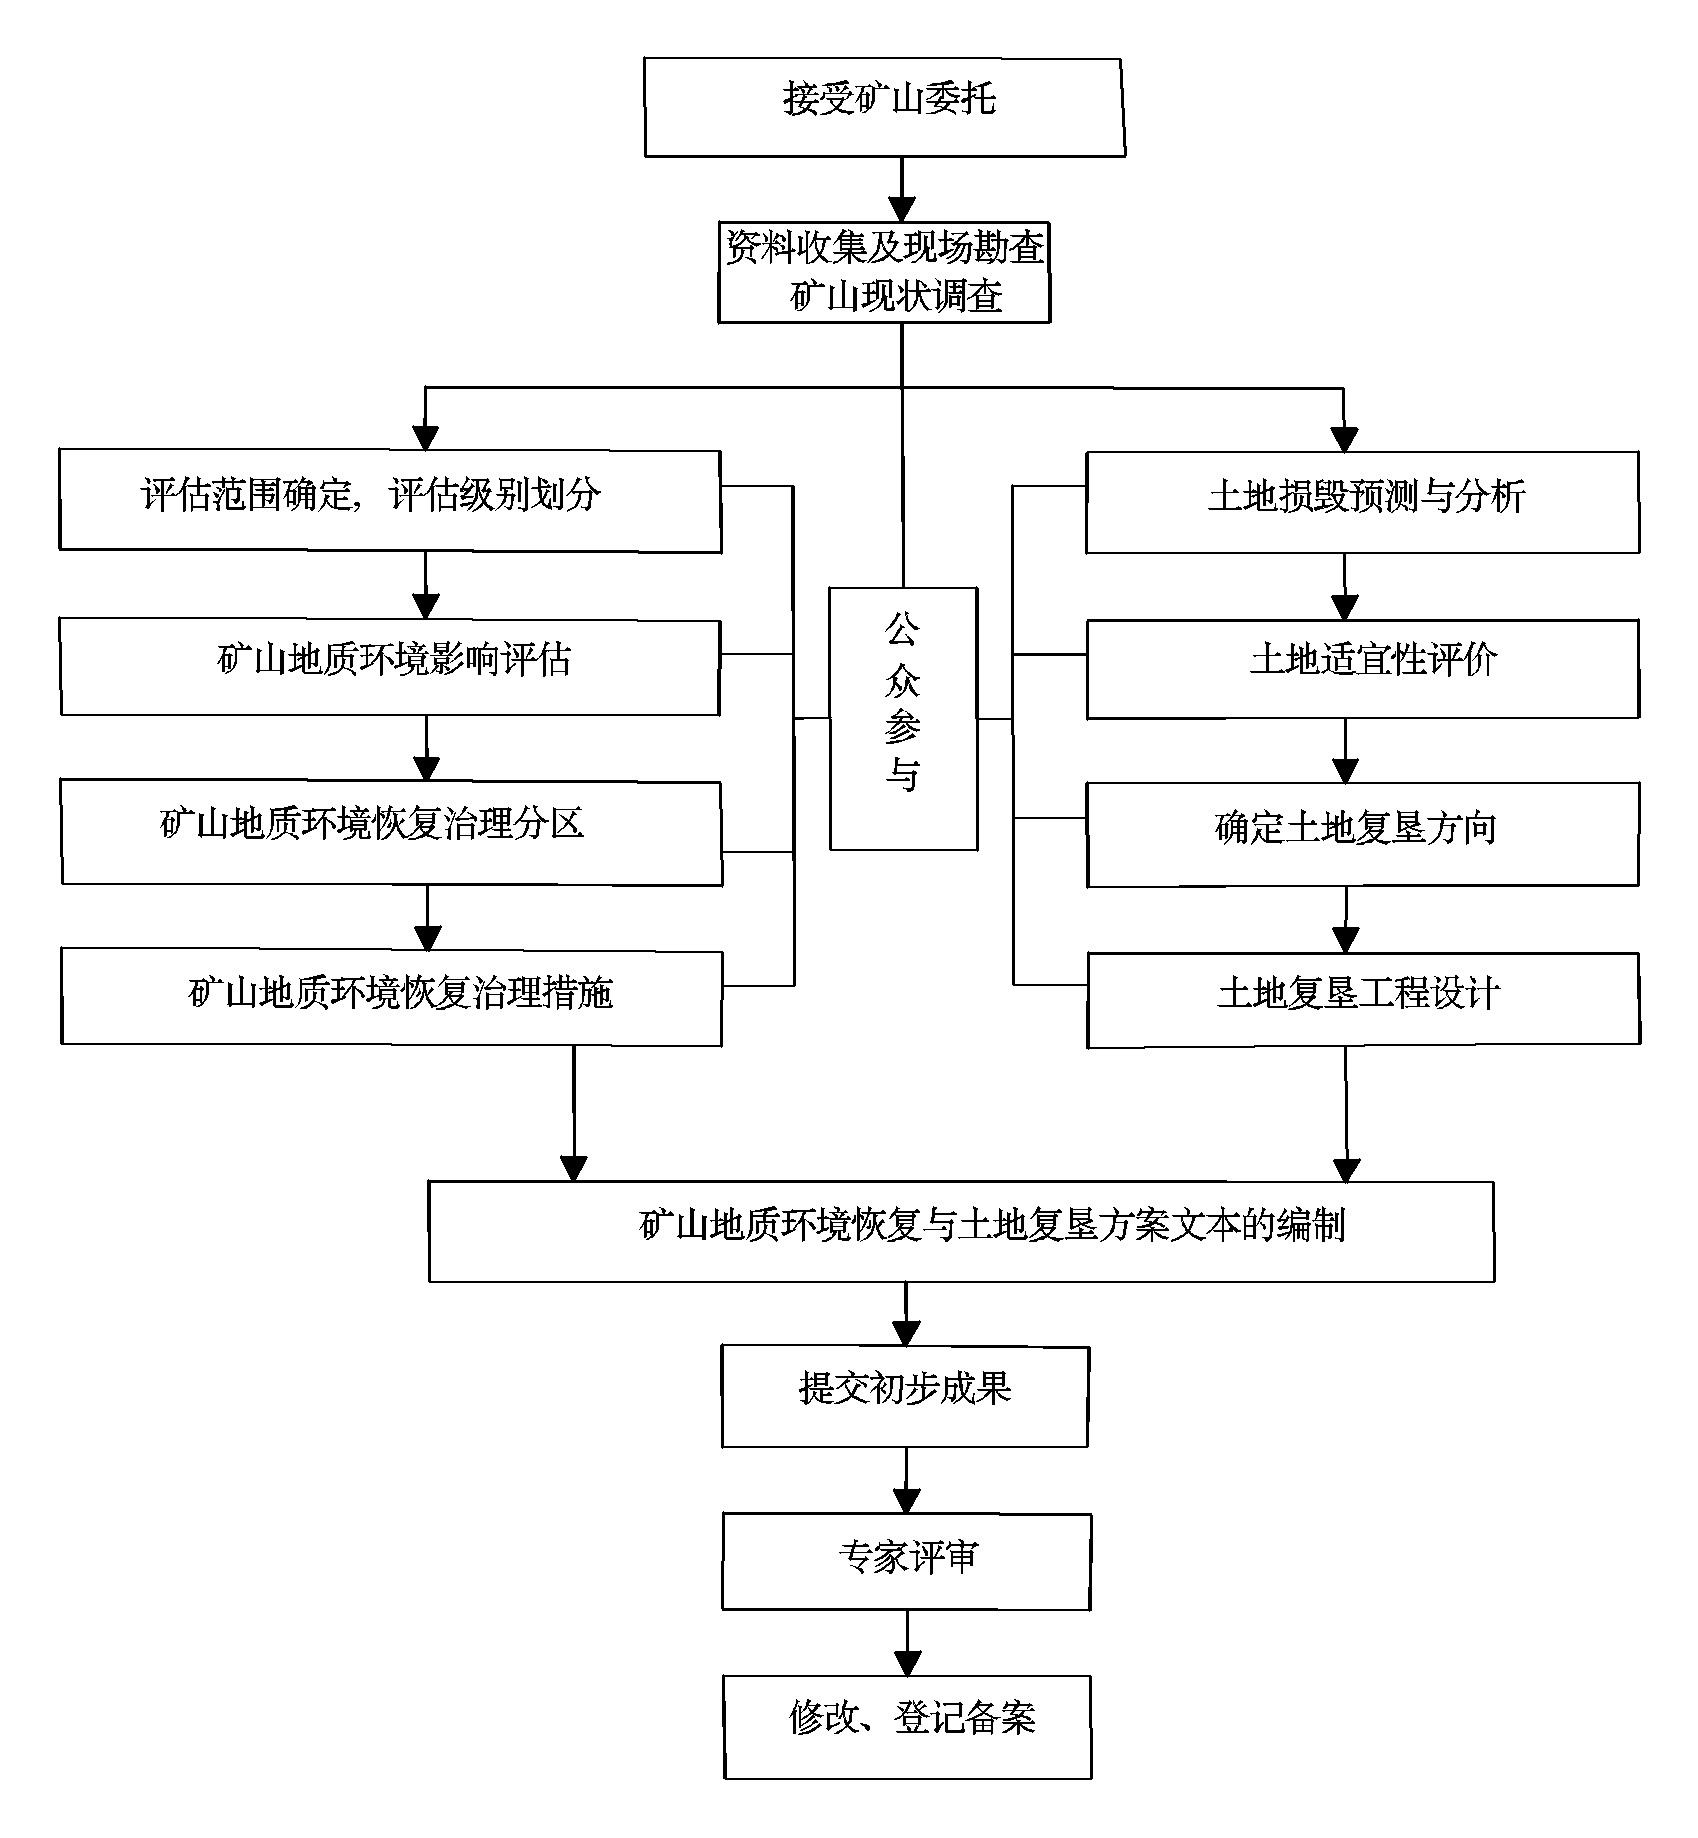 接受矿山委托
资料收集及现场勘查
矿山现状调查
评估范围确定，评估级别划分
矿山地质环境影响评估
矿山地质环境恢复治理分区
矿山地质环境恢复治理措施
公
众
参
与
土地损毁预测与分析
土地适宜性评价
确定土地复垦方向
土地复垦工程设计
矿山地质环境恢复与土地复垦方案文本的编制
提交初步成果
专家评审
修改、登记备案